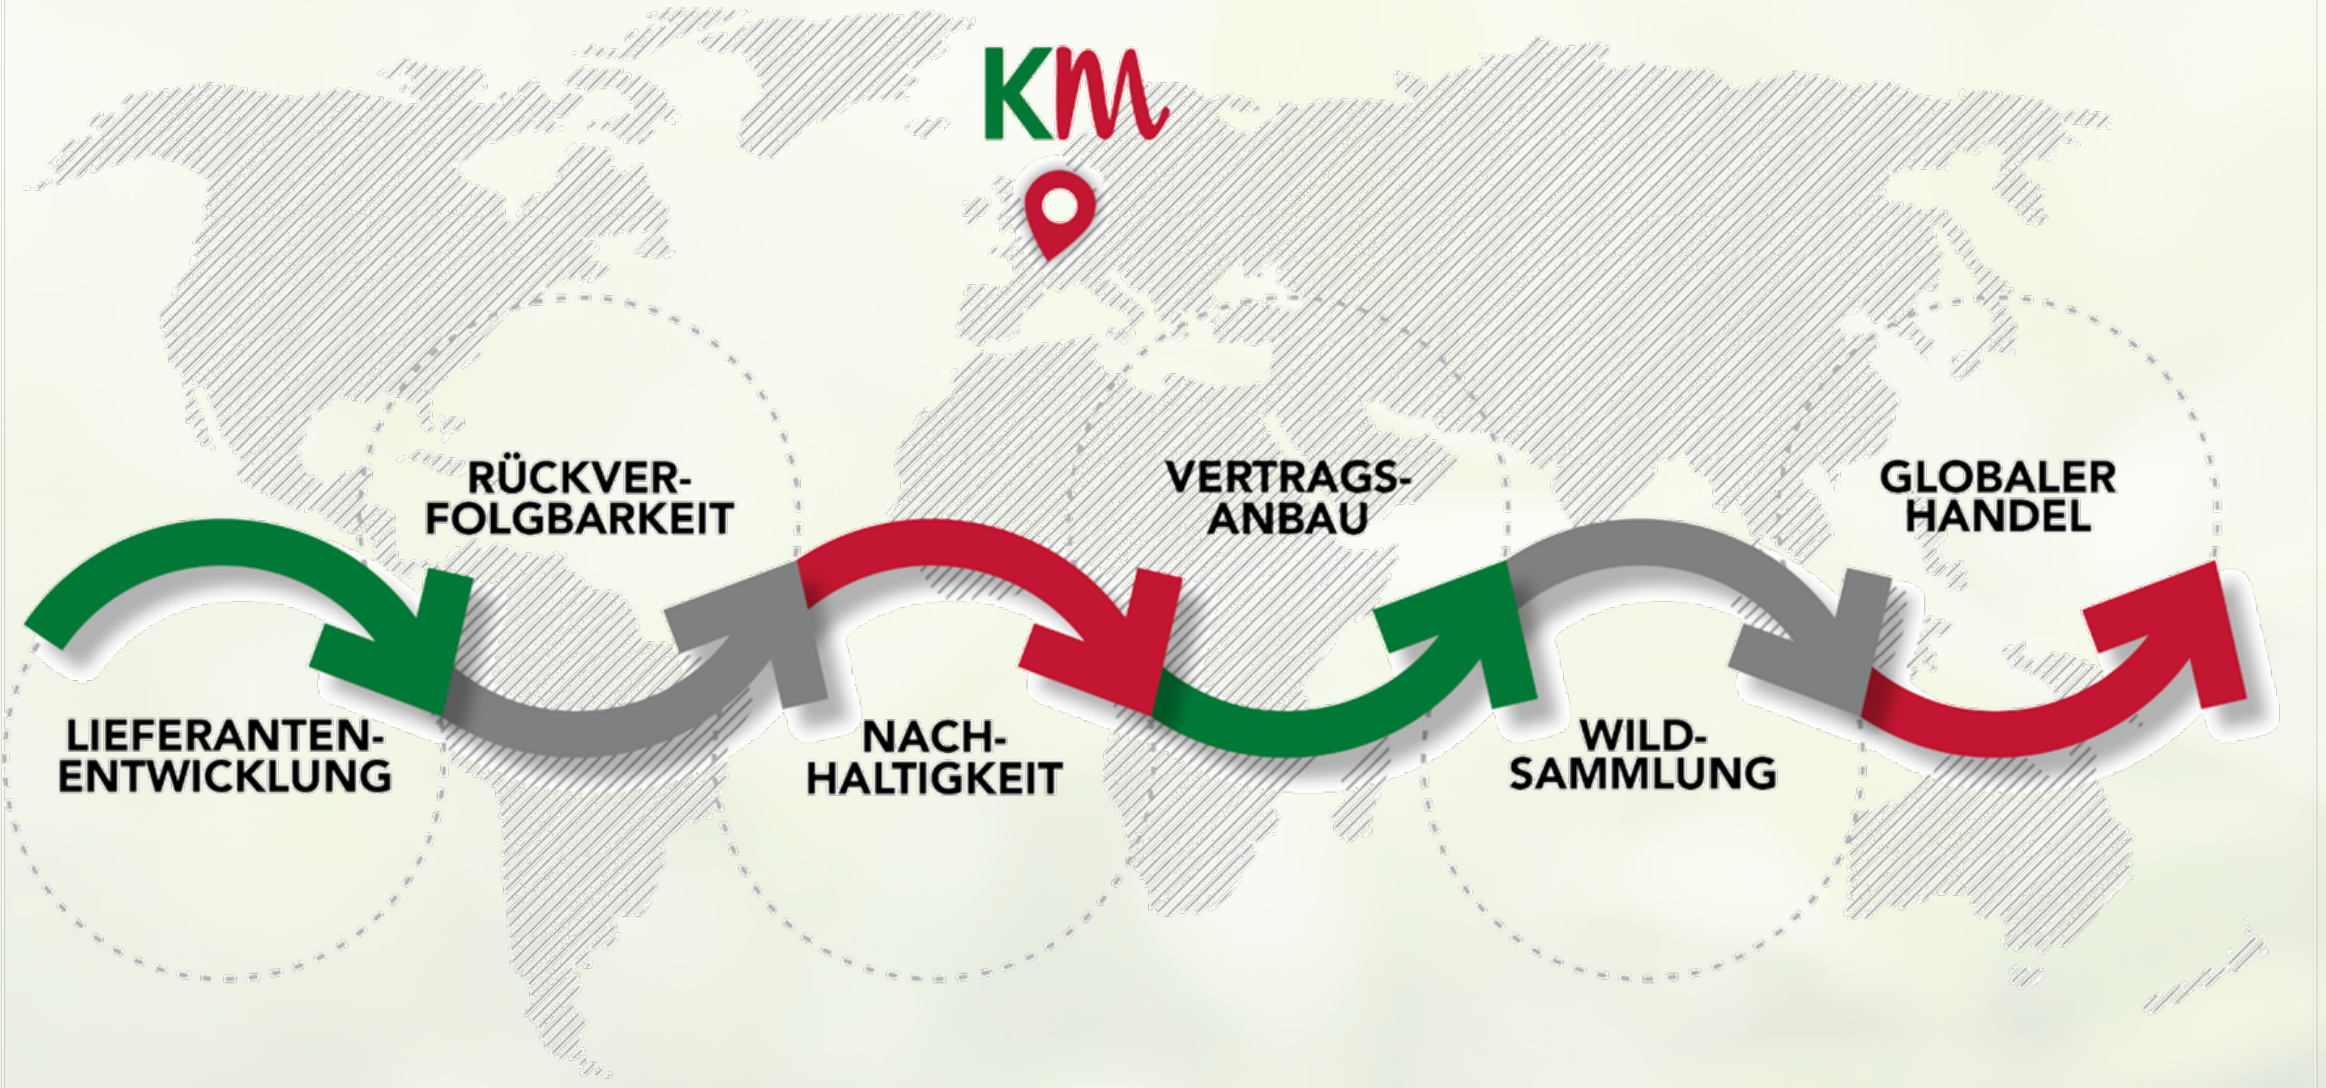 KM
RÜCKVER-
FOLGBARKEIT
VERTRAGS-
ANBAU
GLOBALER
HANDEL
LIEFERANTEN-
ENTWICKLUNG
NACH-
HALTIGKEIT
WILD-
SAMMLUNG